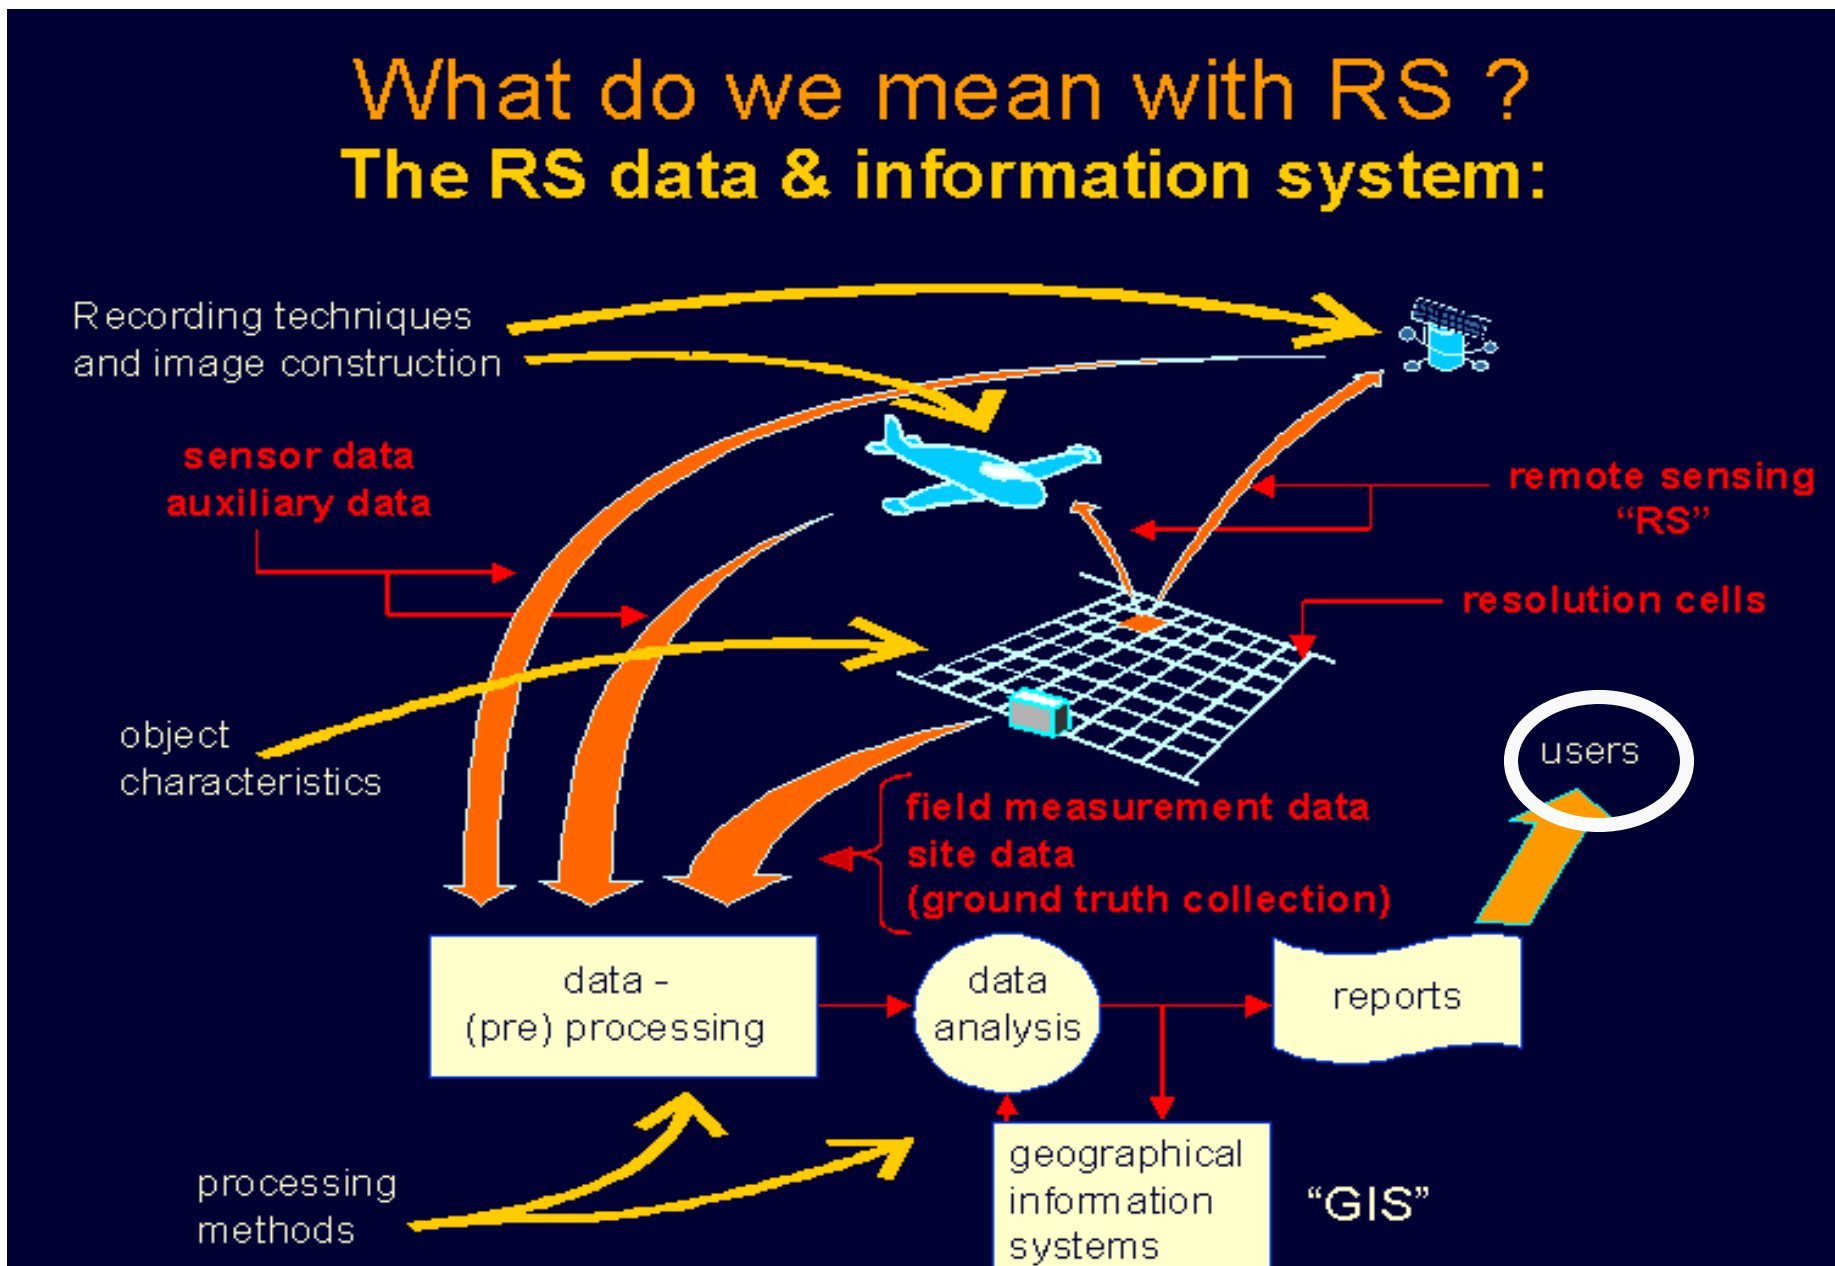 What do we mean with RS ?
The RS data & information system:
Recording techniques
and image construction
sensor data
auxiliary data
remote sensing
“RS”
resolution cells
object
characteristics
users
field measurement data
site data
(ground truth collection)
data -
(pre) processing
data
analysis
reports
processing
methods
geographical
information
systems
“GIS”